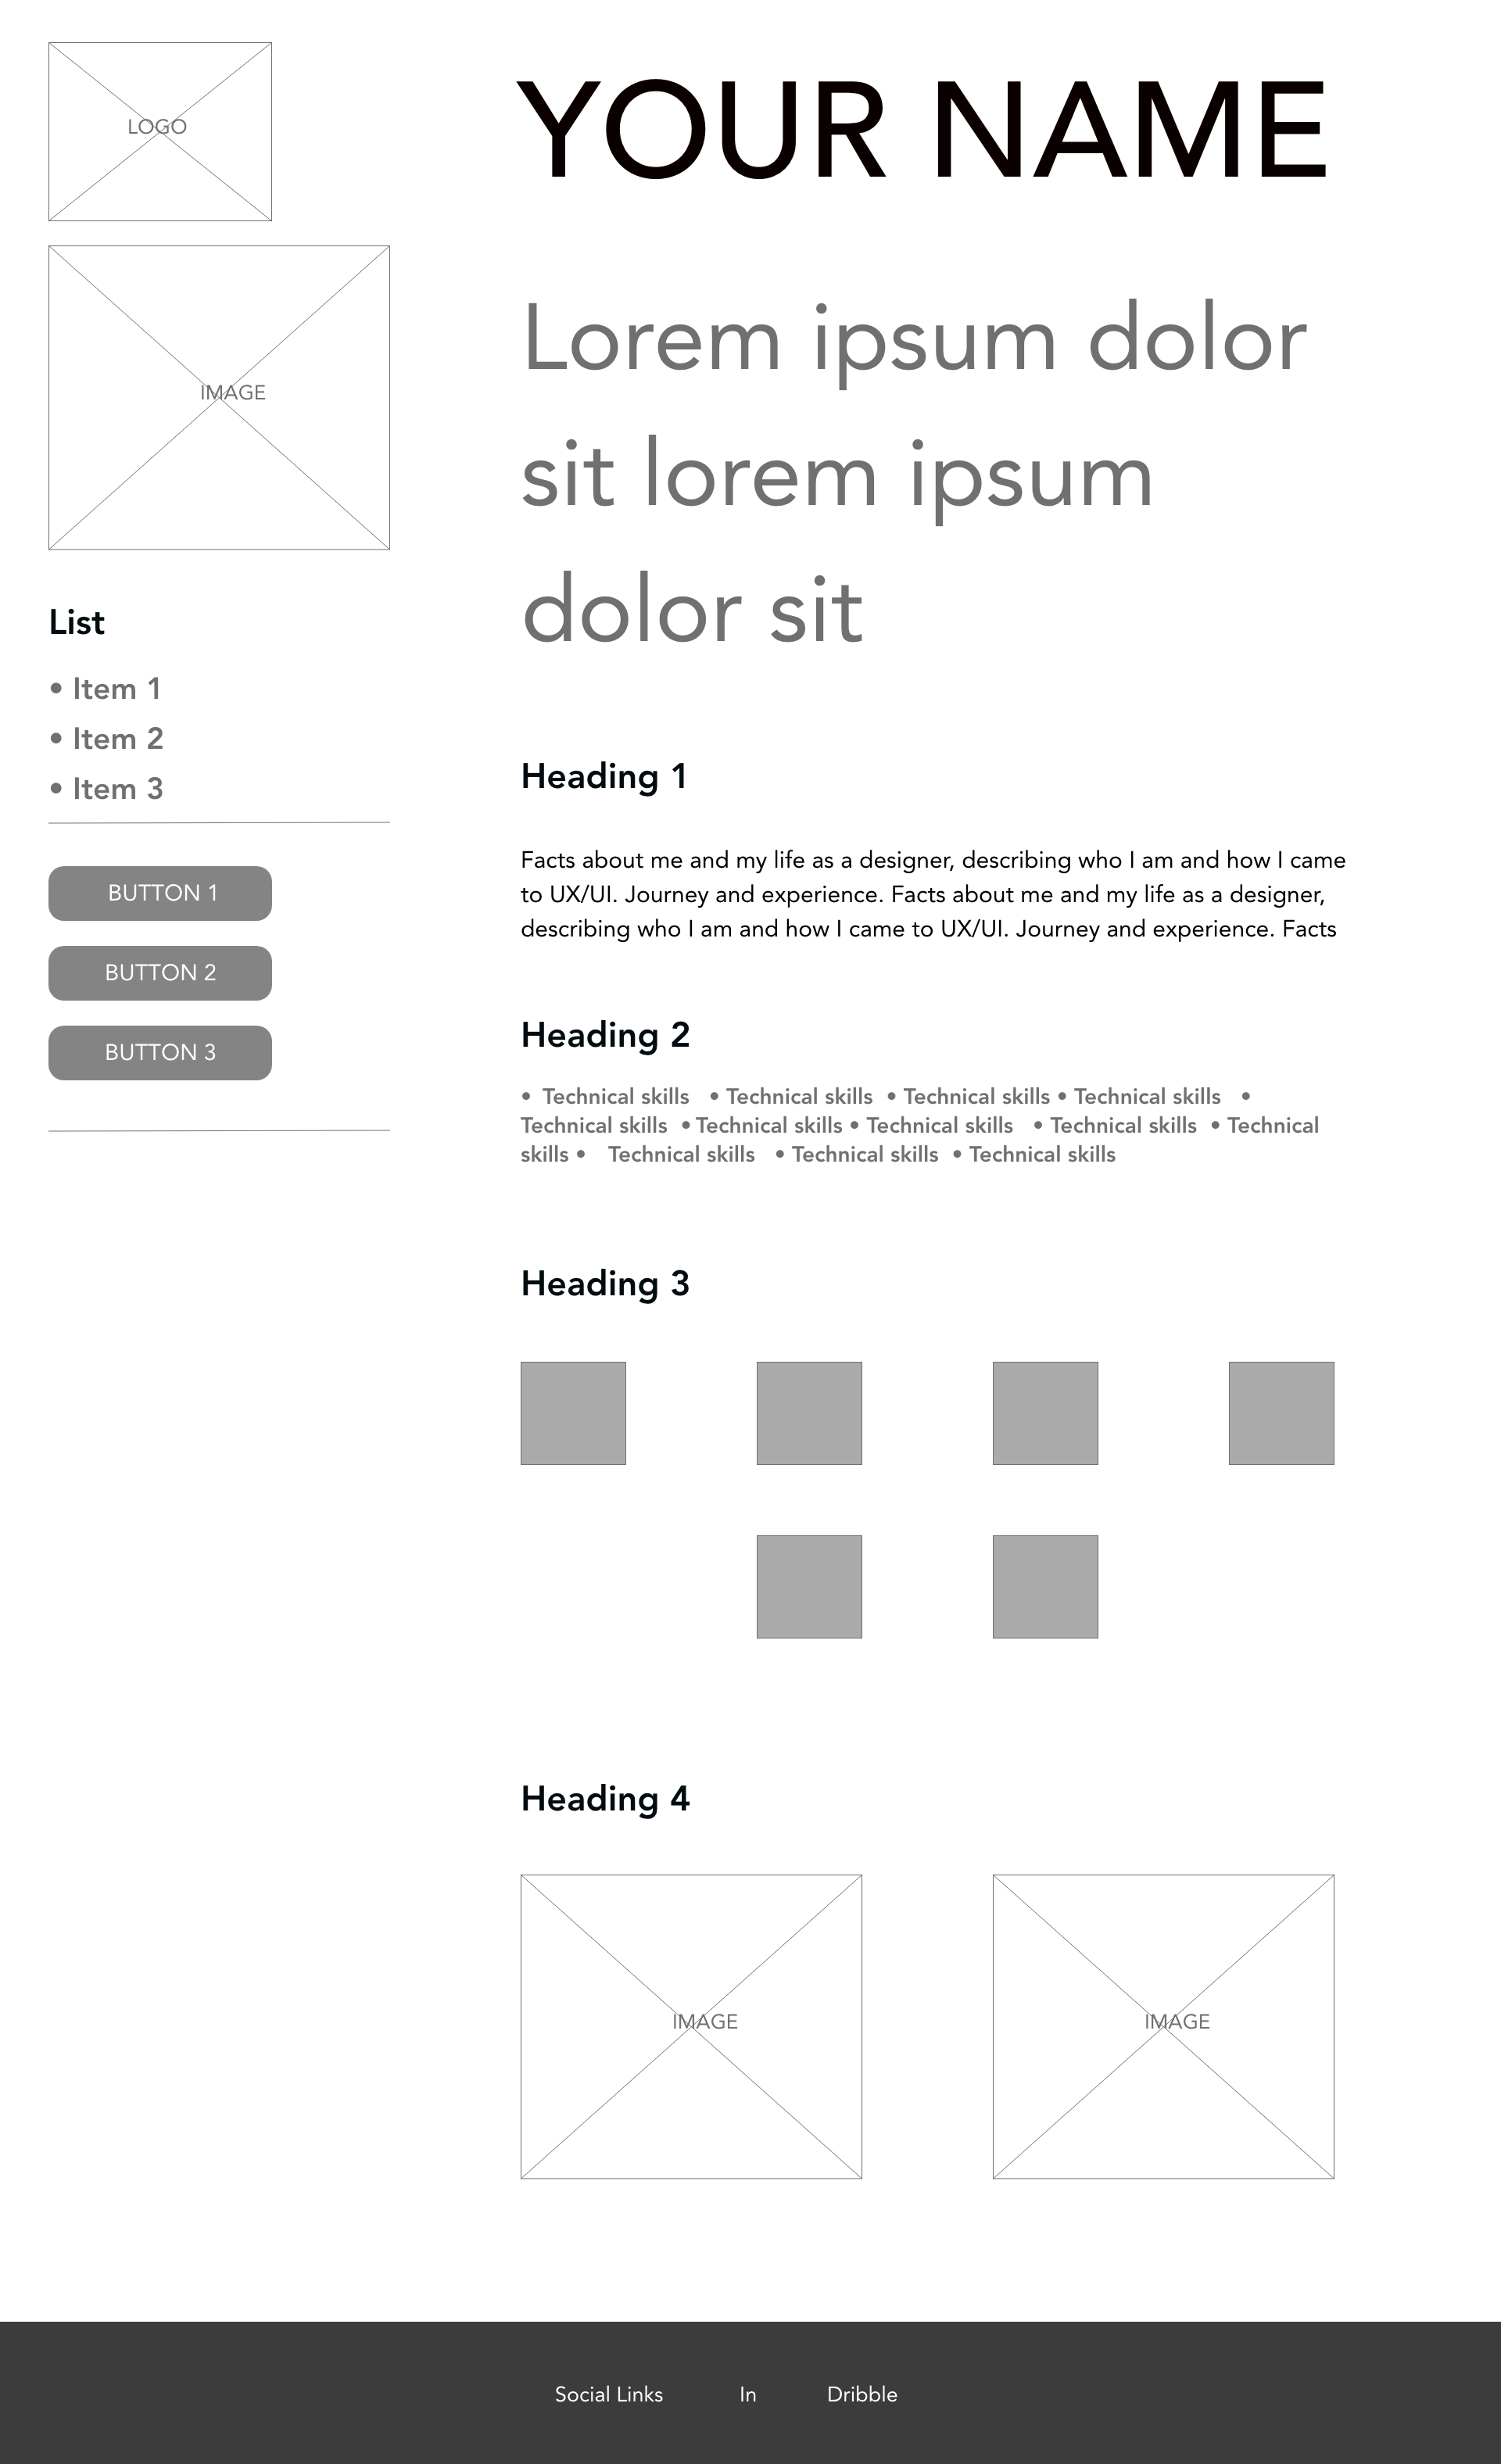 LOGO
IMAGE
List
• Item 1
• Item 2
• Item 3
BUTTON 1
BUTTON 2
BUTTON 3
YOUR NAME
Lorem ipsum dolor
sit lorem ipsum
dolor sit
Heading 1
Facts about me and my life as a designer, describing who I am and how I came
to UX/UI. Journey and experience. Facts about me and my life as a designer,
describing who I am and how I came to UX/UI. Journey and experience. Facts
Heading 2
• Technical skills • Technical skills • Technical skills • Technical skills •
Technical skills • Technical skills • Technical skills • Technical skills • Technical
skills • Technical skills • Technical skills • Technical skills
Heading 3
Heading 4
IMAGE IMAGE
Social Links In Dribble